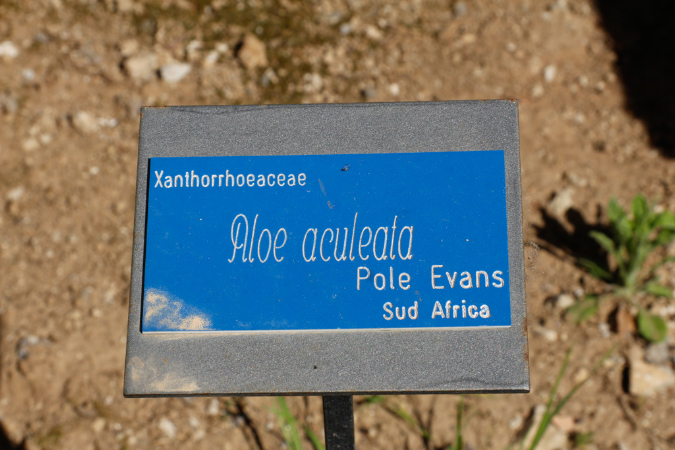 Xanthorrhoeaceae
Aloe aculeata
Pole Evans
Sud Africa